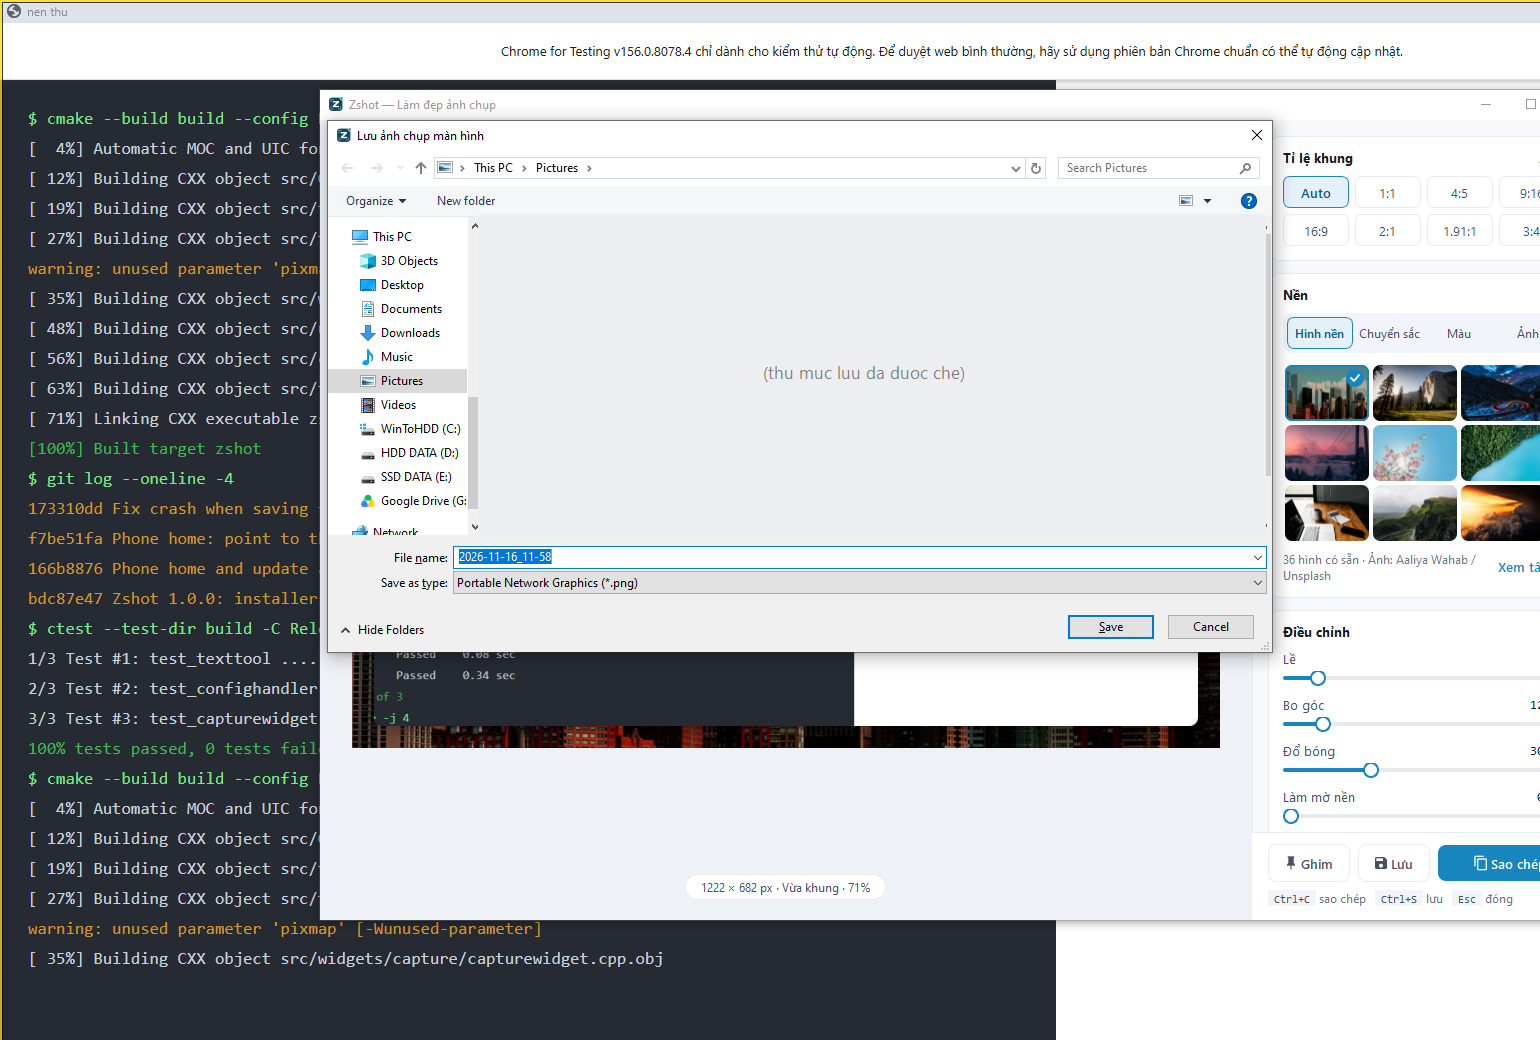 nen thu
Chrome for Testing v156.0.8078.4 chỉ dành cho kiểm thử tự động. Để duyệt web bình thường, hãy sử dụng phiên bản Chrome chuẩn có thể tự động cập nhật.
$ cmake --build build --config
[  4%] Automatic MOC and UIC for
[ 12%] Building CXX object src/
[ 19%] Building CXX object src/
[ 27%] Building CXX object src/
warning: unused parameter 'pixm
[ 35%] Building CXX object src/
[ 48%] Building CXX object src/
[ 56%] Building CXX object src/
[ 63%] Building CXX object src/
[ 71%] Linking CXX executable z
[100%] Built target zshot
$ git log --oneline -4
173310dd Fix crash when saving
f7be51fa Phone home: point to
166b8876 Phone home and update
bdc87e47 Zshot 1.0.0: installer
$ ctest --test-dir build -C Rel
1/3 Test #1: test_texttool ....
2/3 Test #2: test_confighandler
3/3 Test #3: test_capturewidget
100% tests passed, 0 tests fail
$ cmake --build build --config
[  4%] Automatic MOC and UIC for
[ 12%] Building CXX object src/
[ 19%] Building CXX object src/
[ 27%] Building CXX object src/
warning: unused parameter 'pixmap' [-Wunused-parameter]
[ 35%] Building CXX object src/widgets/capture/capturewidget.cpp.obj
Zshot — Làm đẹp ảnh chụp
Lưu ảnh chụp màn hình
This PC
Pictures
Search Pictures
Organize
New folder
This PC
3D Objects
Desktop
Documents
Downloads
Music
Pictures
Videos
WinToHDD (C:)
HDD DATA (D:)
SSD DATA (E:)
Google Drive (G:
Network
(thu muc luu da duoc che)
File name: 2026-11-16_11-58
Save as type: Portable Network Graphics (*.png)
Hide Folders
Save
Cancel
Passed 0.08 sec
Passed 0.34 sec
of 3
-j 4
1222 × 682 px · Vừa khung · 71%
Tỉ lệ khung
Auto 1:1 4:5 9:16
16:9 2:1 1.91:1 3:4
Nền
Hình nền Chuyển sắc Màu Ảnh
36 hình có sẵn · Ảnh: Aaliya Wahab /
Unsplash
Xem tấ
Điều chỉnh
Lề
Bo góc
12
Đổ bóng
30
Làm mờ nền
Ghim
Lưu
Sao chép
Ctrl+C sao chép Ctrl+S lưu Esc đóng